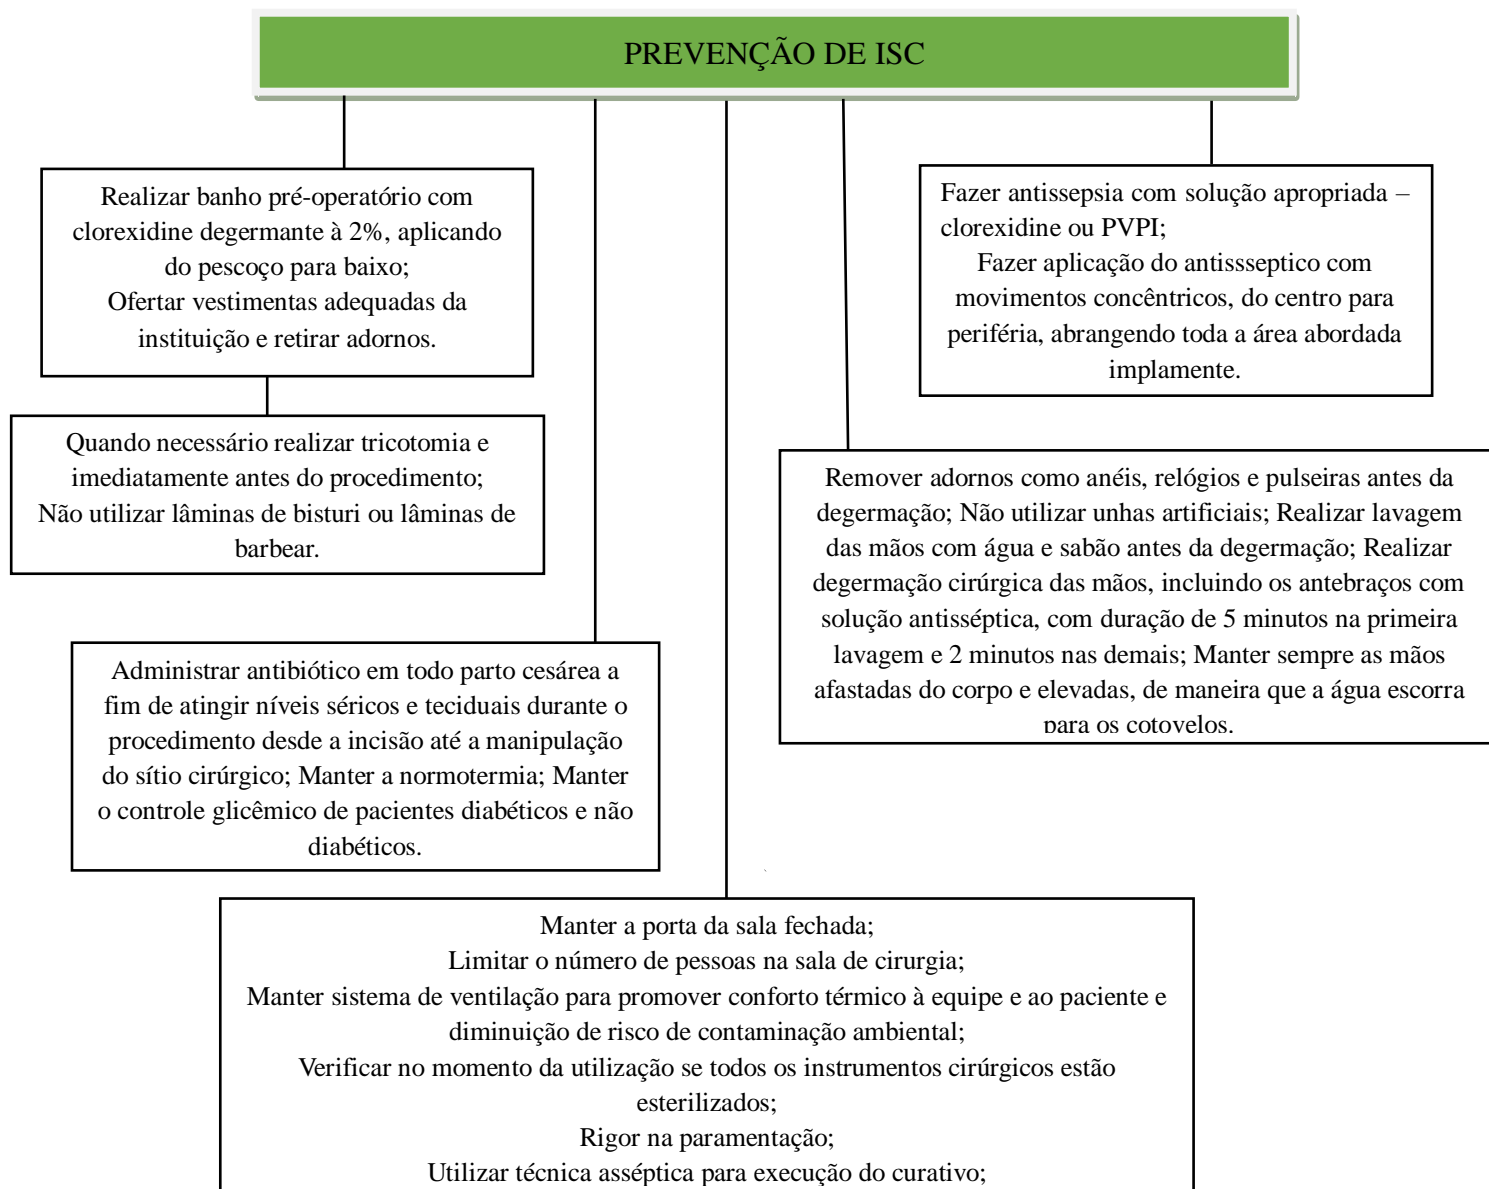 PREVENÇÃO DE ISC
Realizar banho pré-operatório com
clorexidine degermante à 2%, aplicando
do pescoço para baixo;
Ofertar vestimentas adequadas da
instituição e retirar adornos.
Fazer antissepsia com solução apropriada –
clorexidine ou PVPI;
Fazer aplicação do antissseptico com
movimentos concêntricos, do centro para
periféria, abrangendo toda a área abordada
implamente.
Quando necessário realizar tricotomia e
imediatamente antes do procedimento;
Não utilizar lâminas de bisturi ou lâminas de
barbear.
Remover adornos como anéis, relógios e pulseiras antes da
degermação; Não utilizar unhas artificiais; Realizar lavagem
das mãos com água e sabão antes da degermação; Realizar
degermação cirúrgica das mãos, incluindo os antebraços com
solução antisséptica, com duração de 5 minutos na primeira
lavagem e 2 minutos nas demais; Manter sempre as mãos
afastadas do corpo e elevadas, de maneira que a água escorra
para os cotovelos.
Administrar antibiótico em todo parto cesárea a
fim de atingir níveis séricos e teciduais durante o
procedimento desde a incisão até a manipulação
do sítio cirúrgico; Manter a normotermia; Manter
o controle glicêmico de pacientes diabéticos e não
diabéticos.
Manter a porta da sala fechada;
Limitar o número de pessoas na sala de cirurgia;
Manter sistema de ventilação para promover conforto térmico à equipe e ao paciente e
diminuição de risco de contaminação ambiental;
Verificar no momento da utilização se todos os instrumentos cirúrgicos estão
esterilizados;
Rigor na paramentação;
Utilizar técnica asséptica para execução do curativo;